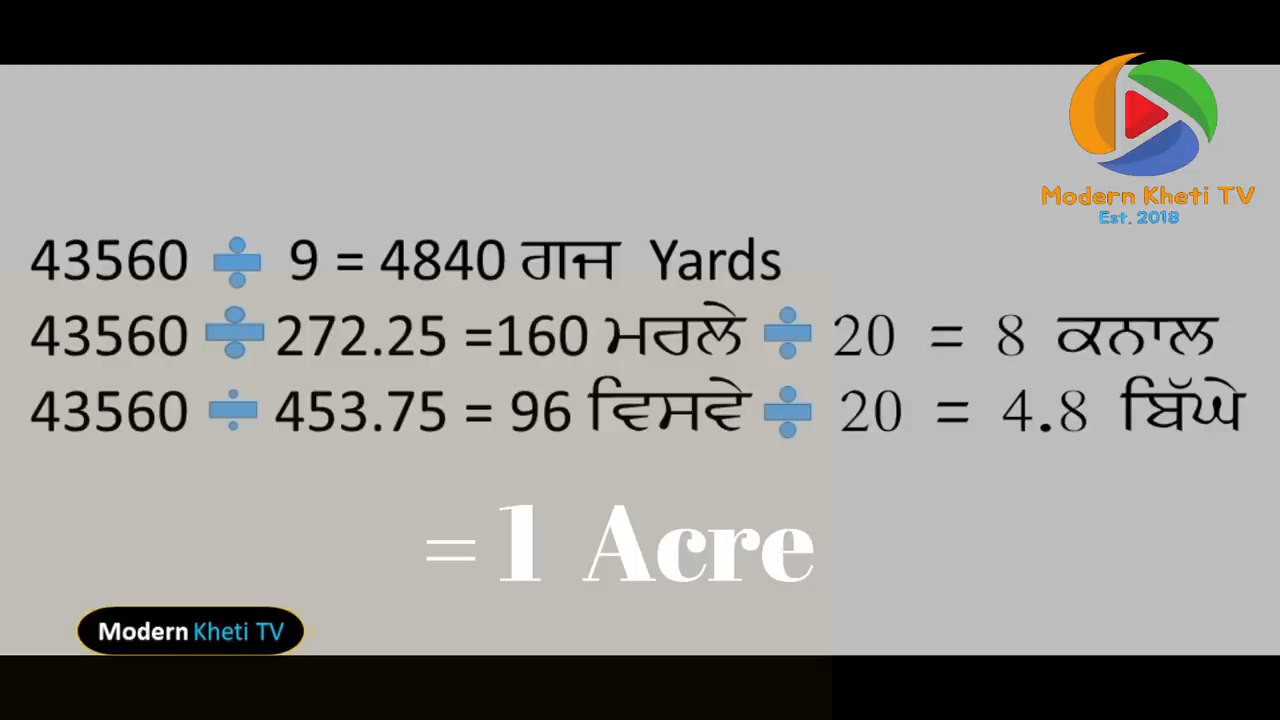 Modern Kheti TV
Est. 2018
43560 ÷ 9 = 4840 ਗਜ Yards
43560 ÷ 272.25 =160 ਮਰਲੇ ÷ 20 = 8 ਕਨਾਲ
43560 ÷ 453.75 = 96 ਵਿਸਵੇ ÷ 20 = 4.8 ਬਿੱਘੇ
= 1 Acre
Modern Kheti TV